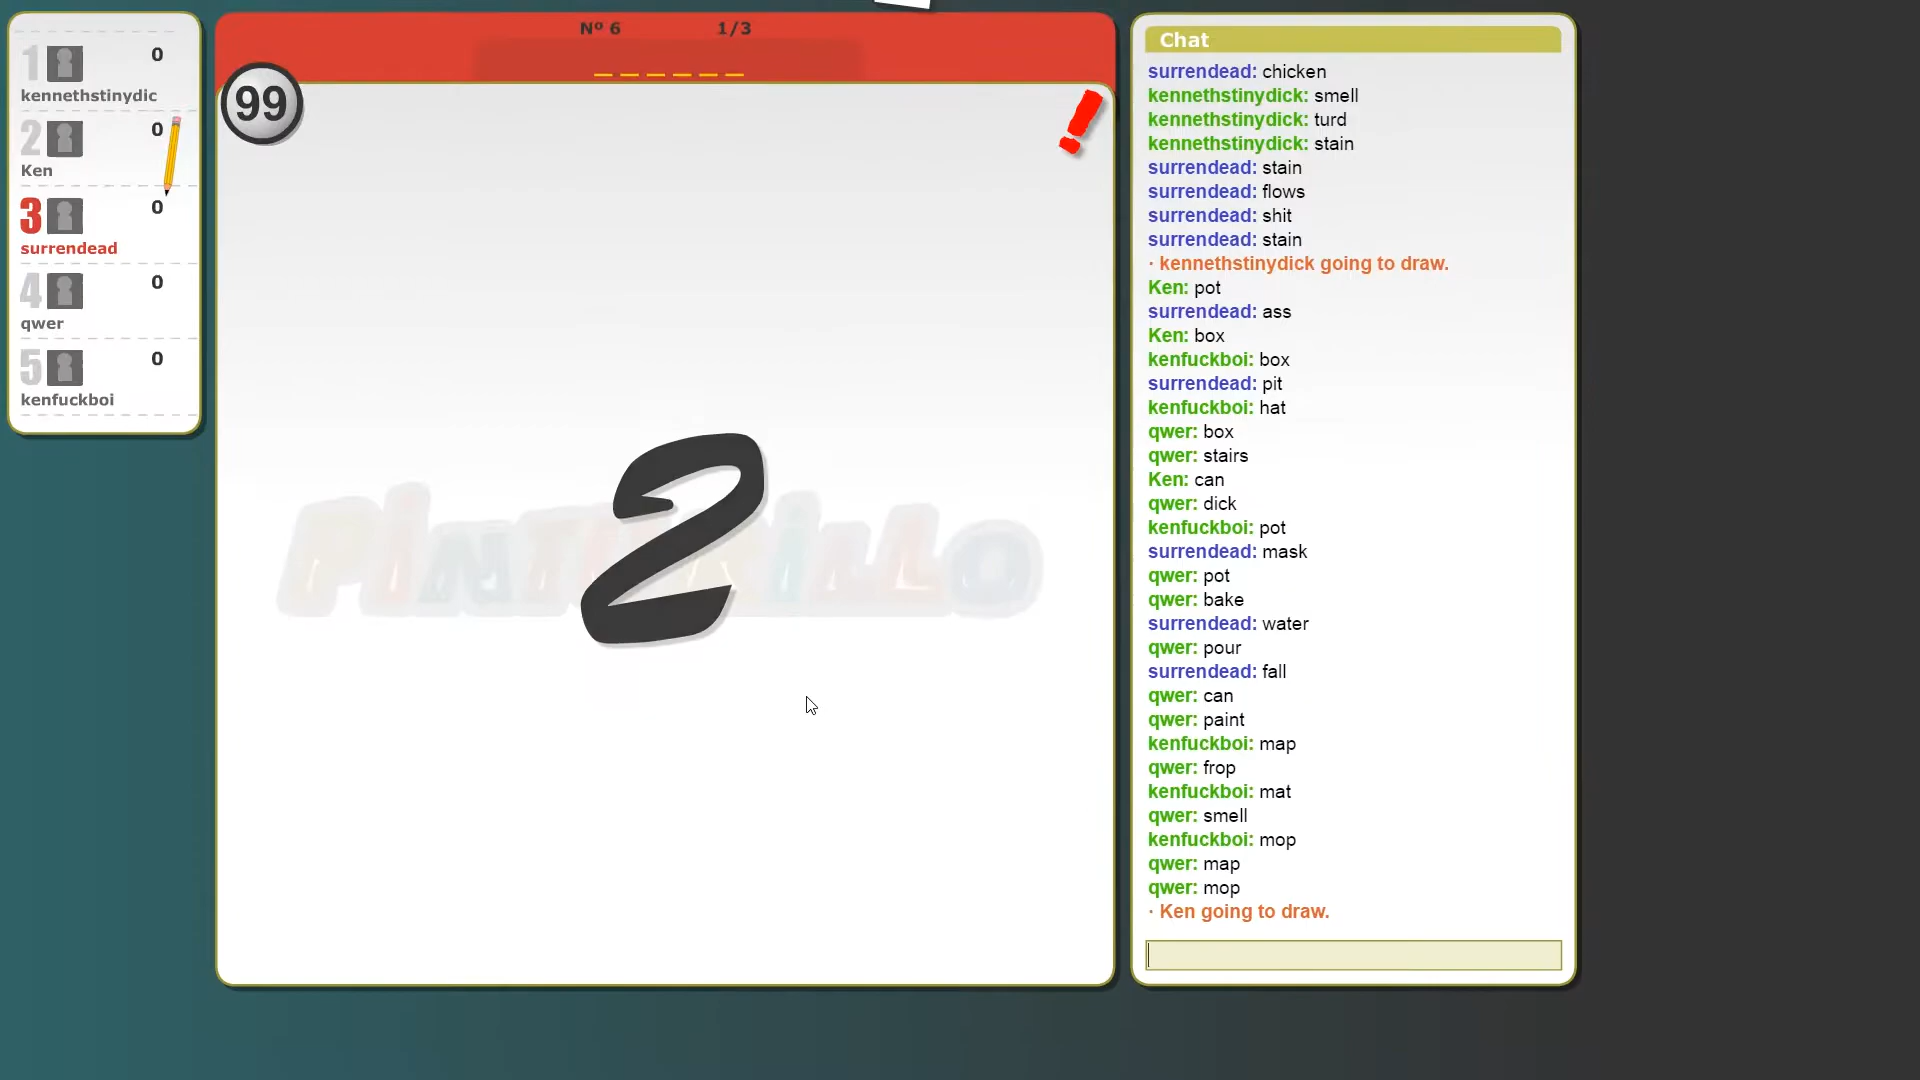 1 0
kennethstinydic
2 0
Ken
3 0
surrendead
4 0
qwer
5 0
kenfuckboi
Nº 6 1/3
_ _ _ _ _ _
99
!
2
PINTURILLO
Chat
surrendead: chicken
kennethstinydick: smell
kennethstinydick: turd
kennethstinydick: stain
surrendead: stain
surrendead: flows
surrendead: shit
surrendead: stain
· kennethstinydick going to draw.
Ken: pot
surrendead: ass
Ken: box
kenfuckboi: box
surrendead: pit
kenfuckboi: hat
qwer: box
qwer: stairs
Ken: can
qwer: dick
kenfuckboi: pot
surrendead: mask
qwer: pot
qwer: bake
surrendead: water
qwer: pour
surrendead: fall
qwer: can
qwer: paint
kenfuckboi: map
qwer: frop
kenfuckboi: mat
qwer: smell
kenfuckboi: mop
qwer: map
qwer: mop
· Ken going to draw.